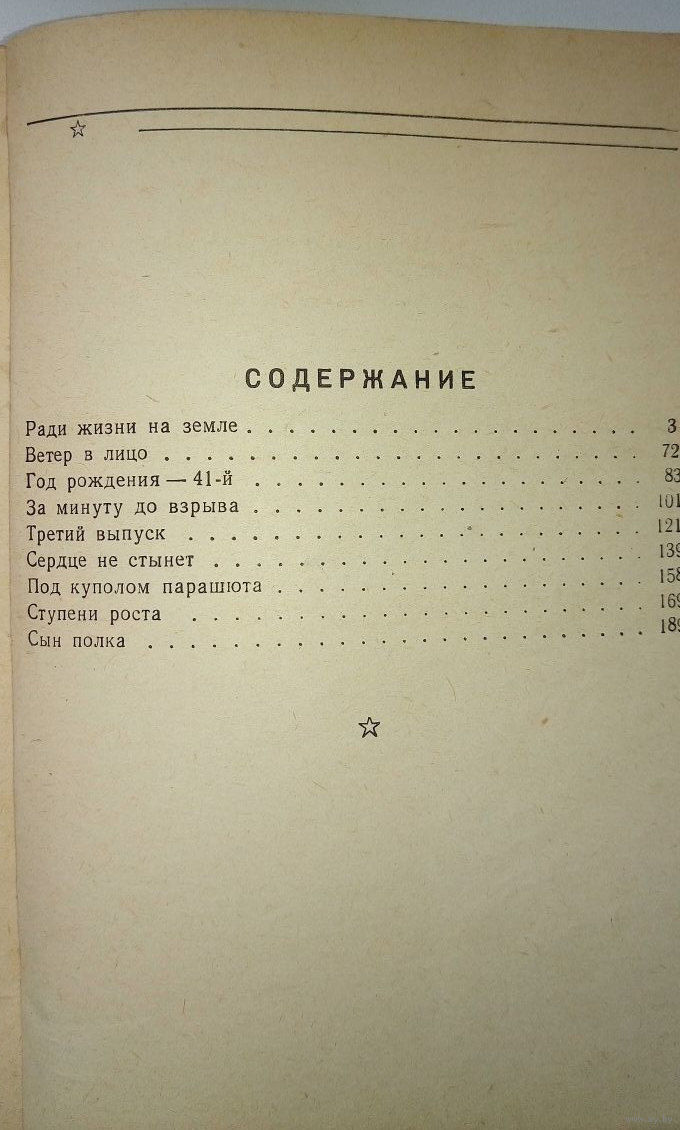 СОДЕРЖАНИЕ
Ради жизни на земле . . . . . . . . . . . . . . . . . . . 3
Ветер в лицо . . . . . . . . . . . . . . . . . . . . . . 72
Год рождения — 41-й . . . . . . . . . . . . . . . . . . 83
За минуту до взрыва . . . . . . . . . . . . . . . . . . 101
Третий выпуск . . . . . . . . . . . . . . . . . . . . . 121
Сердце не стынет . . . . . . . . . . . . . . . . . . . . 139
Под куполом парашюта . . . . . . . . . . . . . . . . . 158
Ступени роста . . . . . . . . . . . . . . . . . . . . . 169
Сын полка . . . . . . . . . . . . . . . . . . . . . . . 189